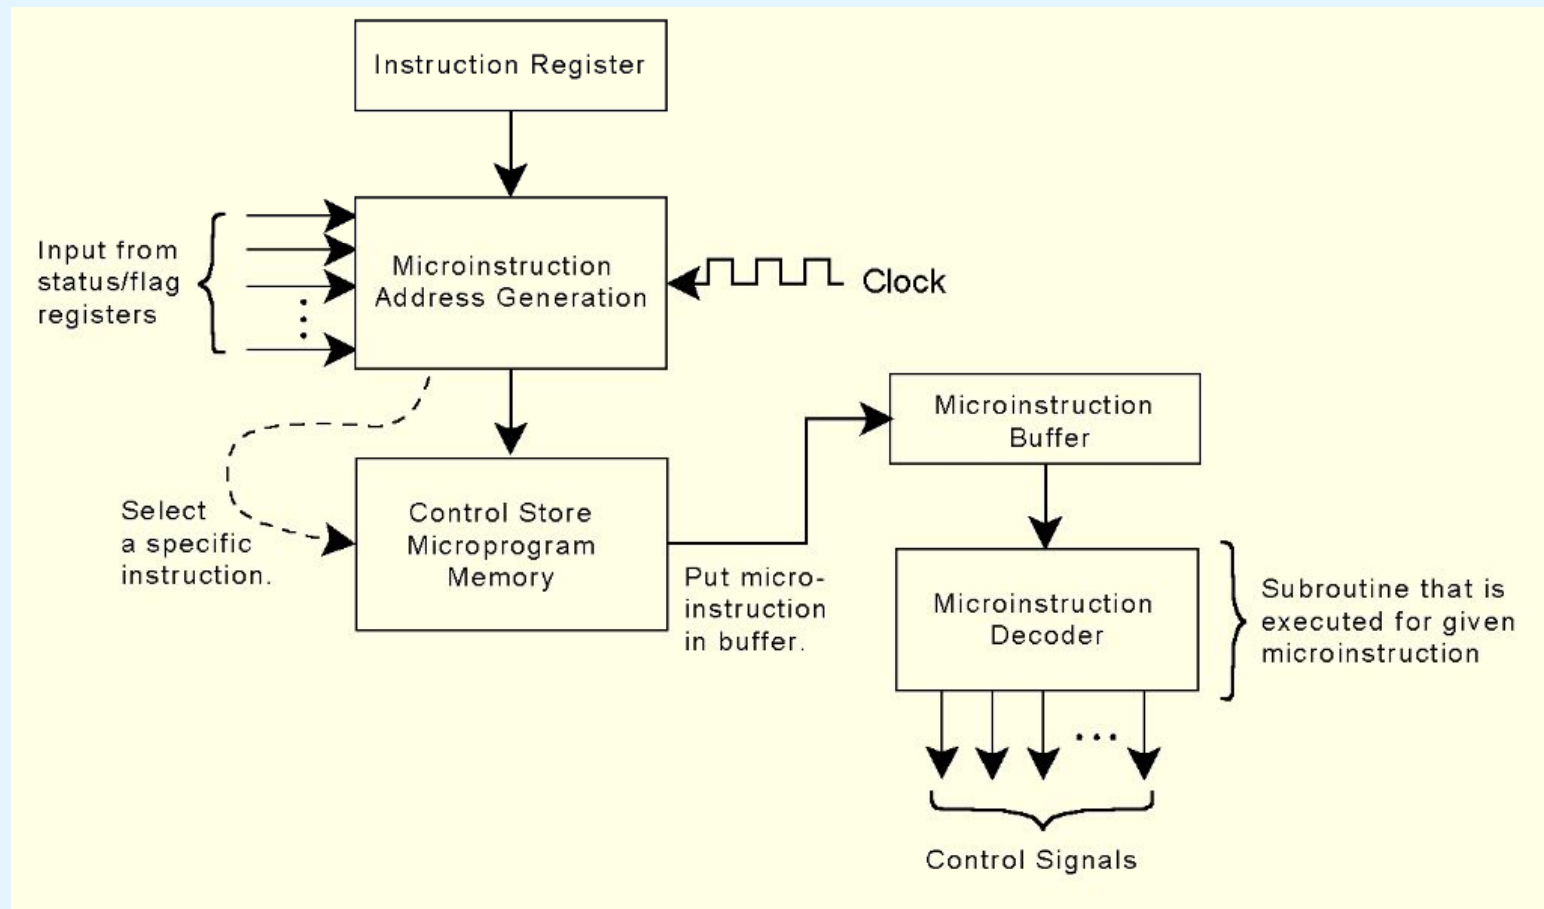 Instruction Register
Input from
status/flag
registers
Microinstruction
Address Generation
Clock
Select
a specific
instruction.
Control Store
Microprogram
Memory
Put micro-
instruction
in buffer.
Microinstruction
Buffer
Microinstruction
Decoder
Subroutine that is
executed for given
microinstruction
Control Signals